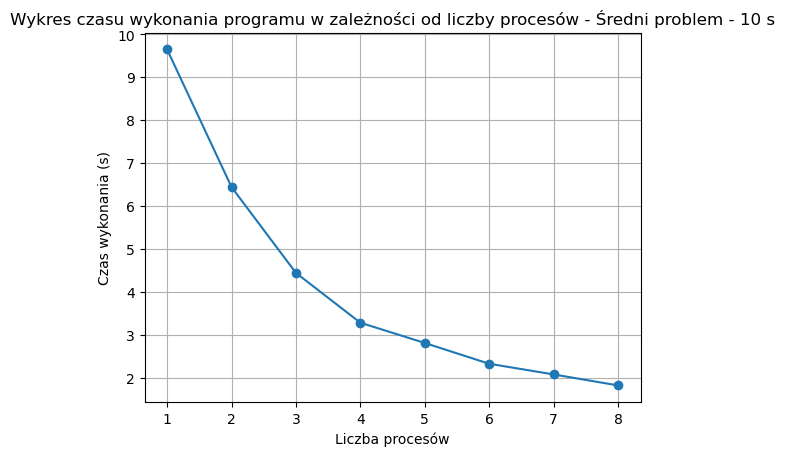 Wykres czasu wykonania programu w zależności od liczby procesów - Średni problem - 10 s
10
9
8
7
6
5
4
3
2
Czas wykonania (s)
1 2 3 4 5 6 7 8
Liczba procesów